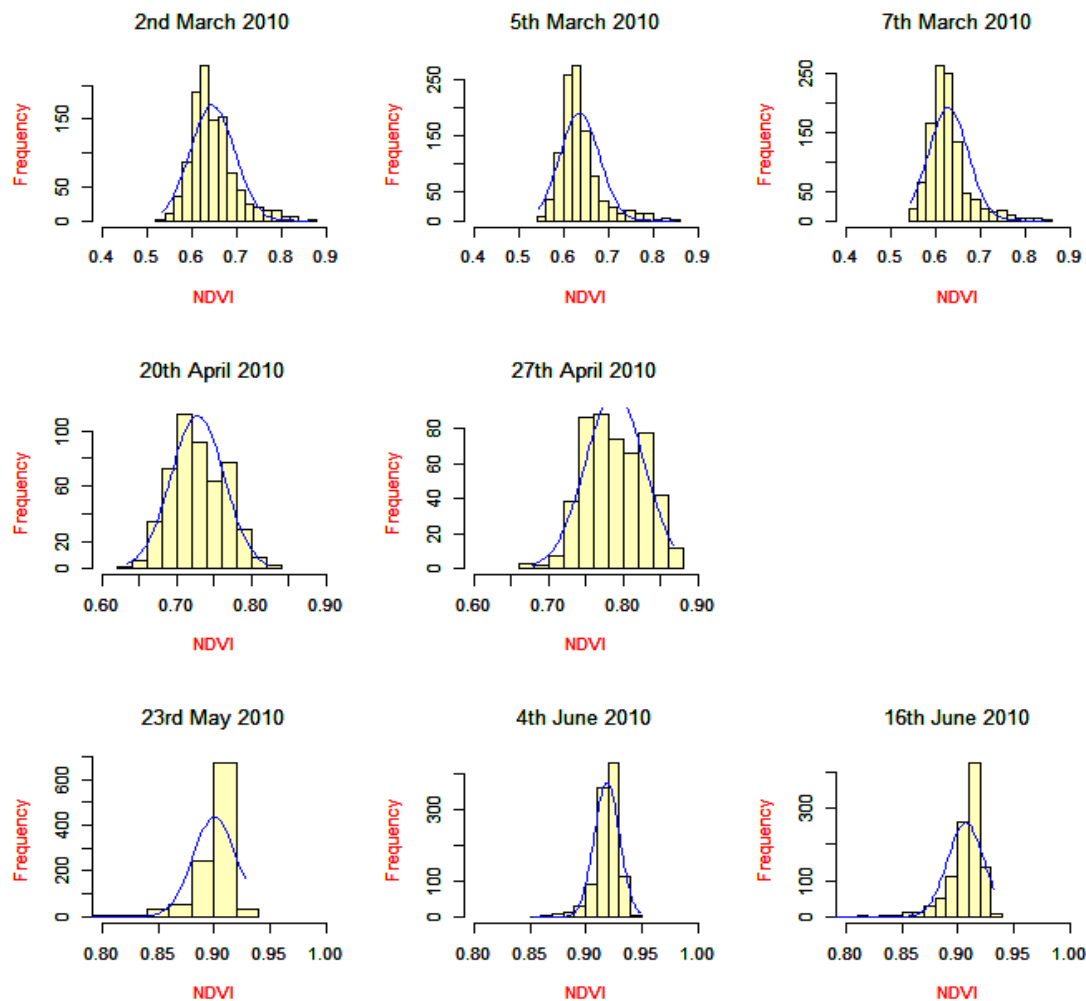 2nd March 2010
5th March 2010
7th March 2010
Frequency
0 50 150
0.4 0.5 0.6 0.7 0.8 0.9
NDVI
Frequency
0 50 150 250
0.4 0.5 0.6 0.7 0.8 0.9
NDVI
Frequency
0 50 150 250
0.4 0.5 0.6 0.7 0.8 0.9
NDVI
20th April 2010
27th April 2010
Frequency
0 20 60 100
0.60 0.70 0.80 0.90
NDVI
Frequency
0 20 40 60 80
0.60 0.70 0.80 0.90
NDVI
23rd May 2010
4th June 2010
16th June 2010
Frequency
0 200 400 600
0.80 0.85 0.90 0.95 1.00
NDVI
Frequency
0 100 300
0.80 0.85 0.90 0.95 1.00
NDVI
Frequency
0 100 300
0.80 0.85 0.90 0.95 1.00
NDVI